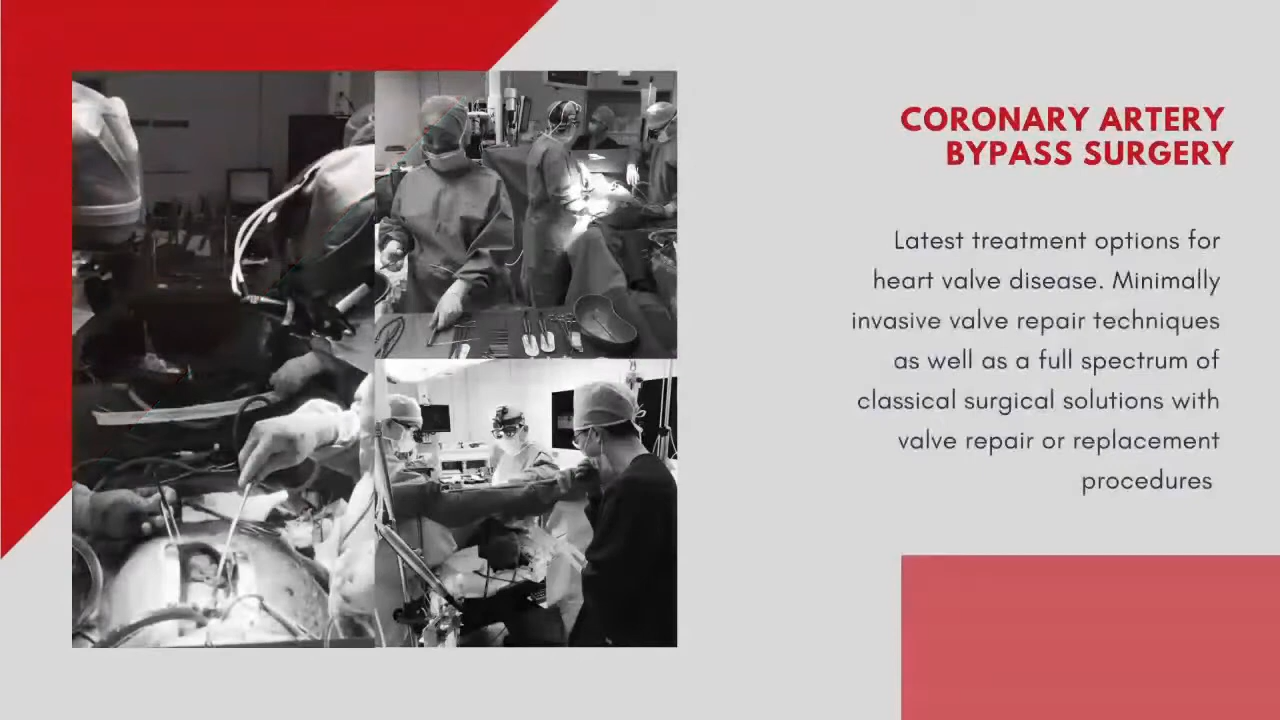 CORONARY ARTERY
BYPASS SURGERY
Latest treatment options for
heart valve disease. Minimally
invasive valve repair techniques
as well as a full spectrum of
classical surgical solutions with
valve repair or replacement
procedures